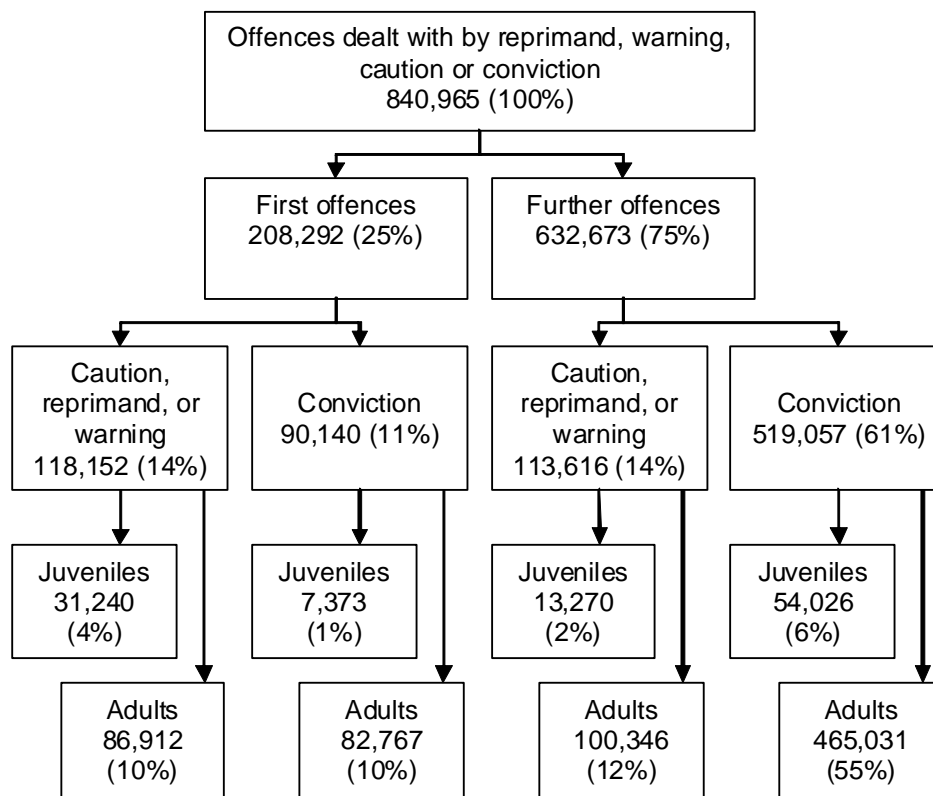 Offences dealt with by reprimand, warning,
caution or conviction
840,965 (100%)
First offences
208,292 (25%)
Further offences
632,673 (75%)
Caution,
reprimand, or
warning
118,152 (14%)
Conviction
90,140 (11%)
Caution,
reprimand, or
warning
113,616 (14%)
Conviction
519,057 (61%)
Juveniles
31,240
(4%)
Juveniles
7,373
(1%)
Juveniles
13,270
(2%)
Juveniles
54,026
(6%)
Adults
86,912
(10%)
Adults
82,767
(10%)
Adults
100,346
(12%)
Adults
465,031
(55%)